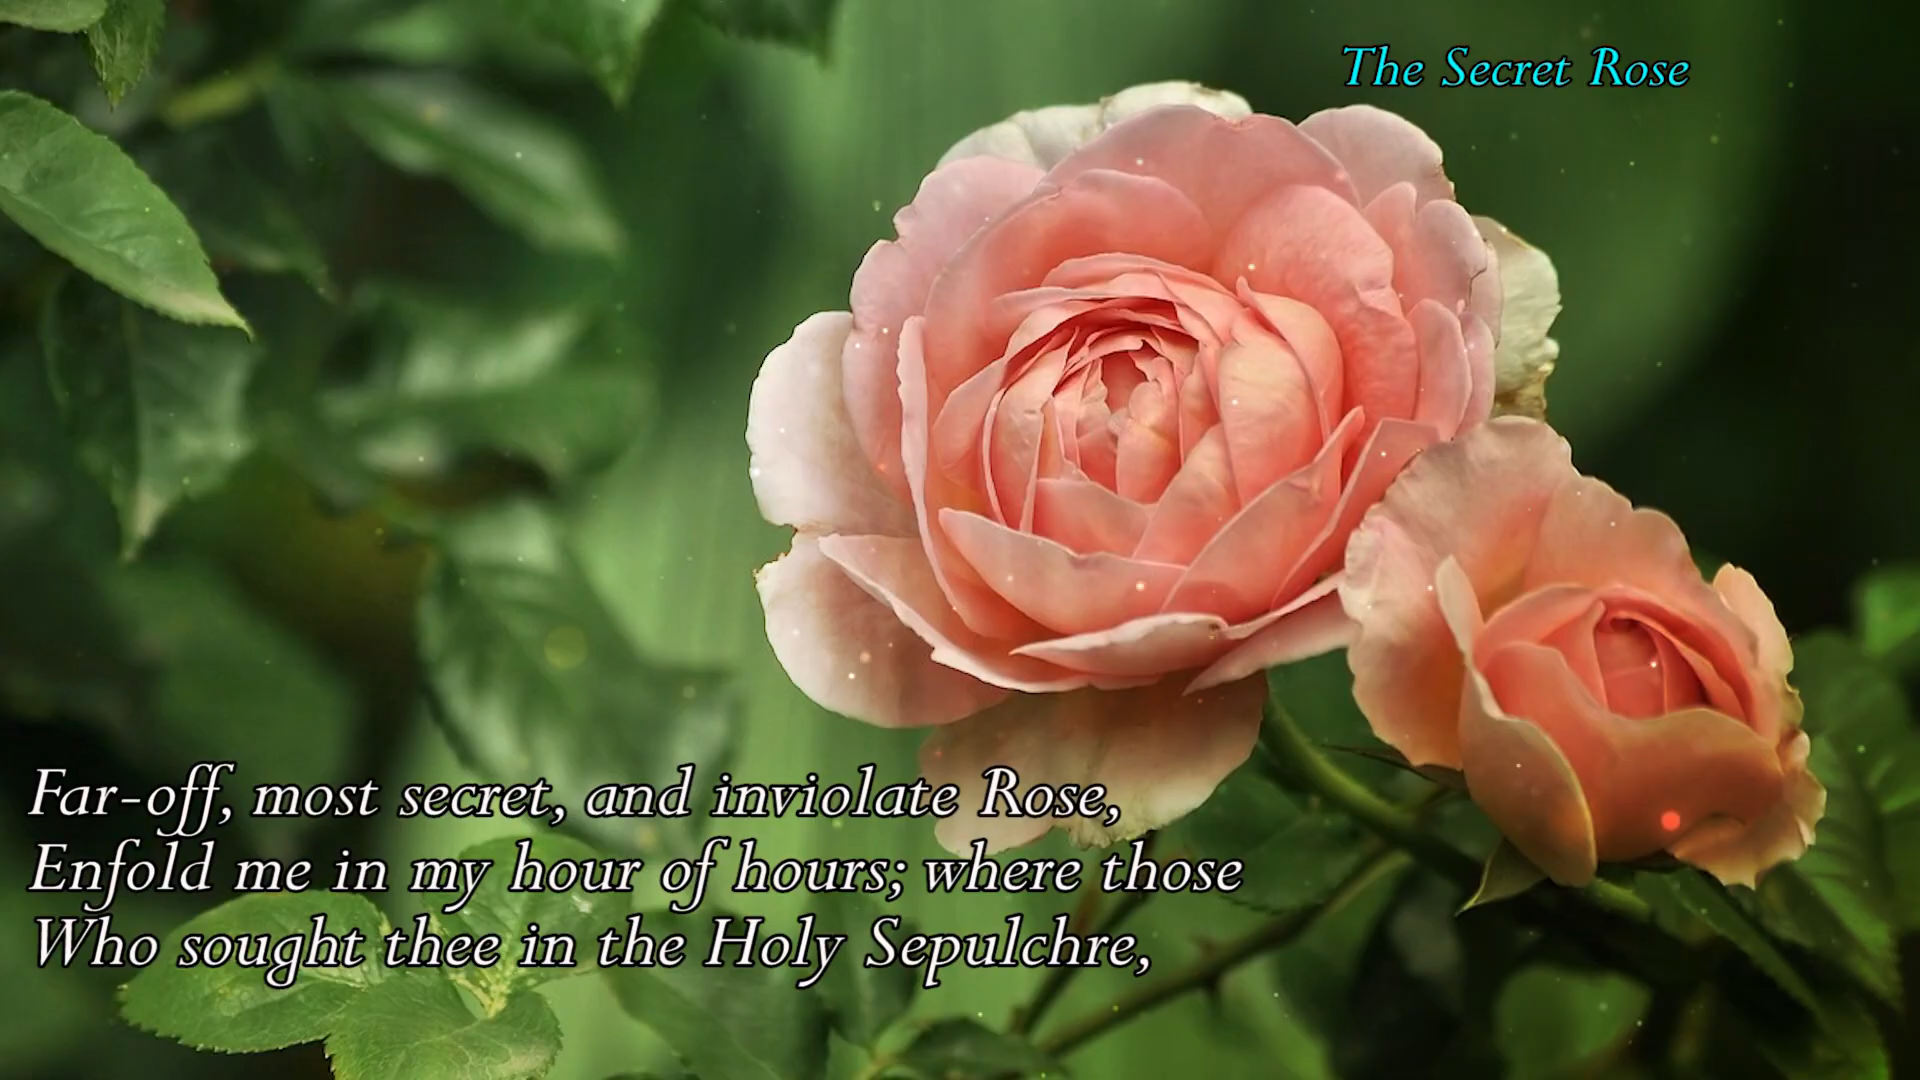 The Secret Rose
Far-off, most secret, and inviolate Rose,
Enfold me in my hour of hours; where those
Who sought thee in the Holy Sepulchre,